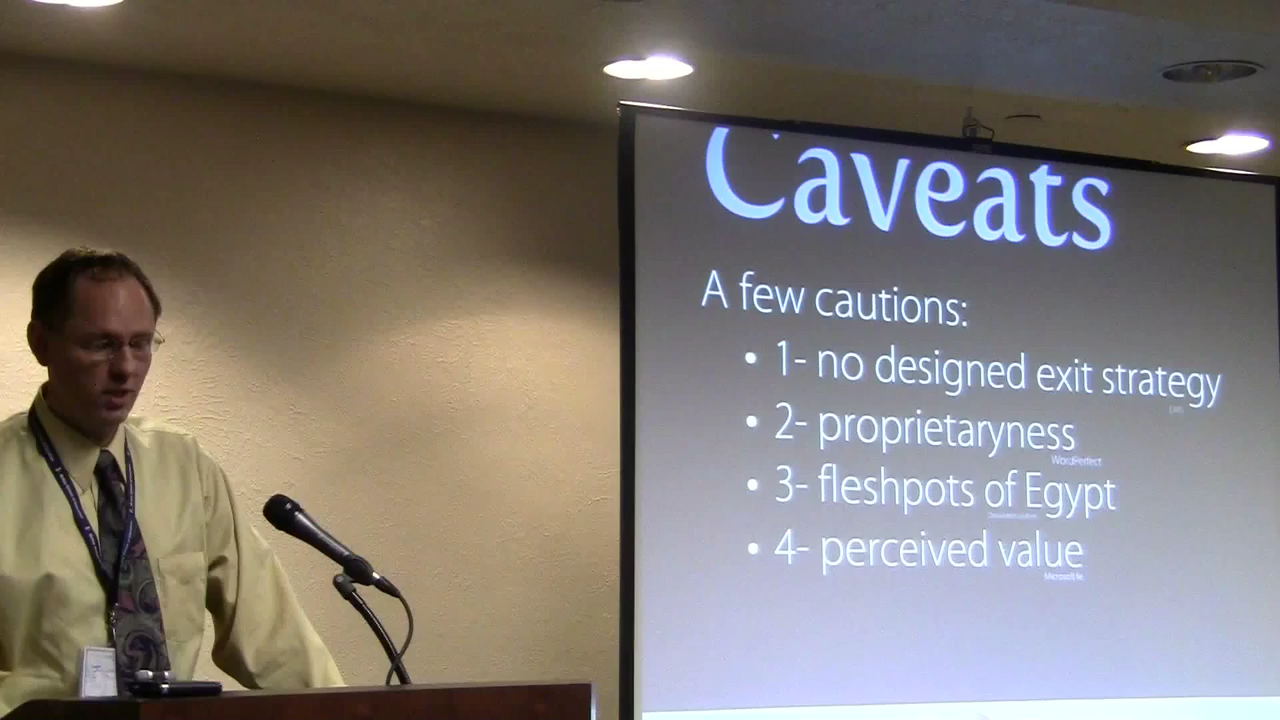 Caveats
A few cautions:
• 1- no designed exit strategy
• 2- proprietaryness
WordPerfect
• 3- fleshpots of Egypt
• 4- perceived value